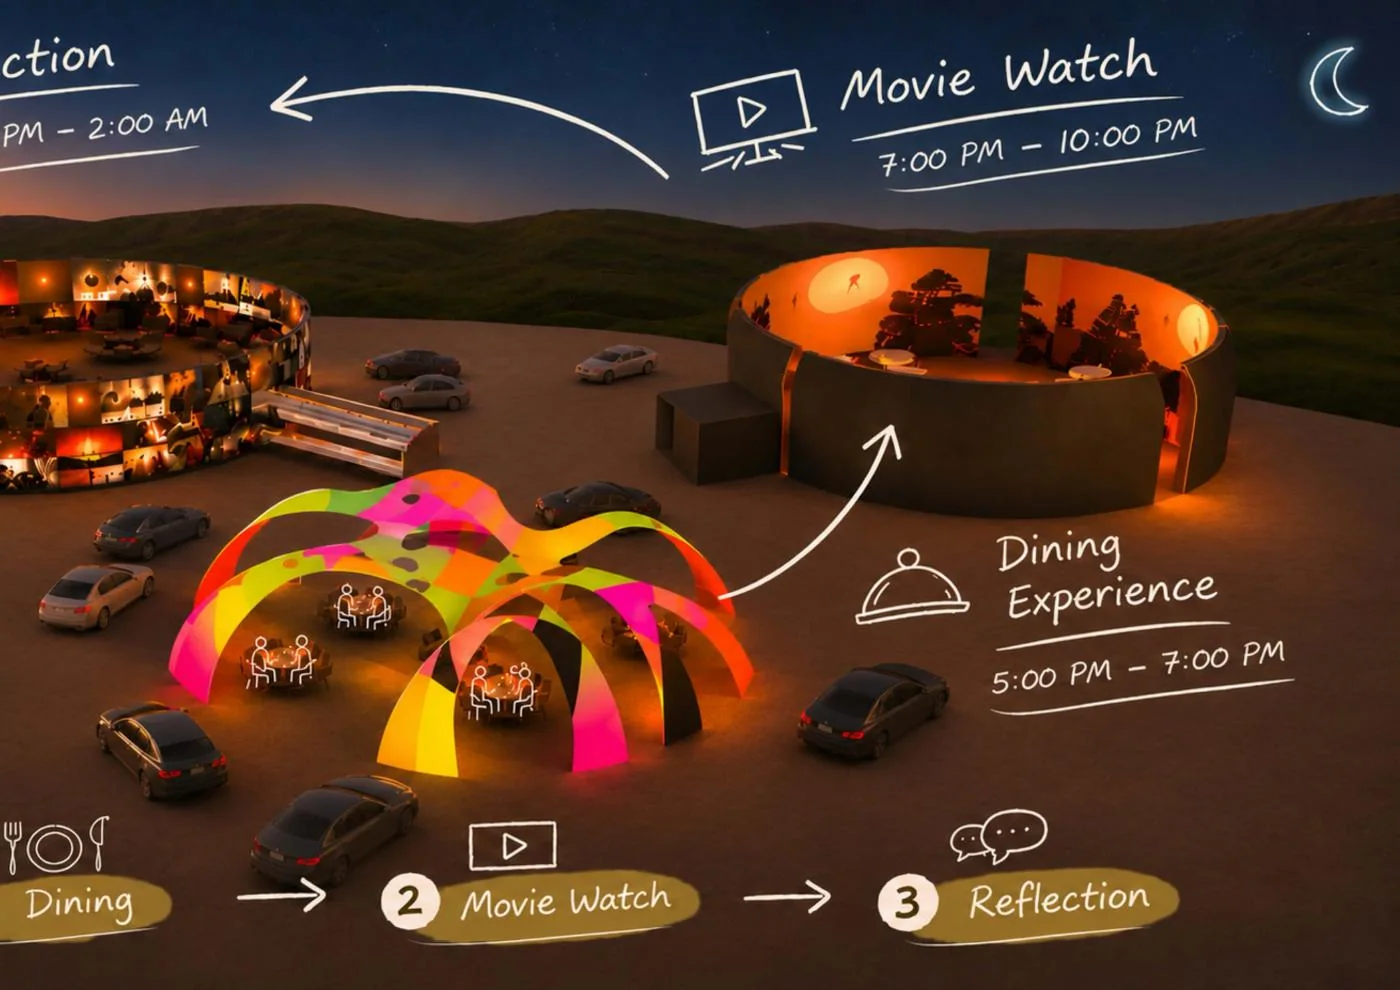 ction
PM – 2:00 AM
Movie Watch
7:00 PM – 10:00 PM
Dining
Experience
5:00 PM – 7:00 PM
Dining
2 Movie Watch
3 Reflection